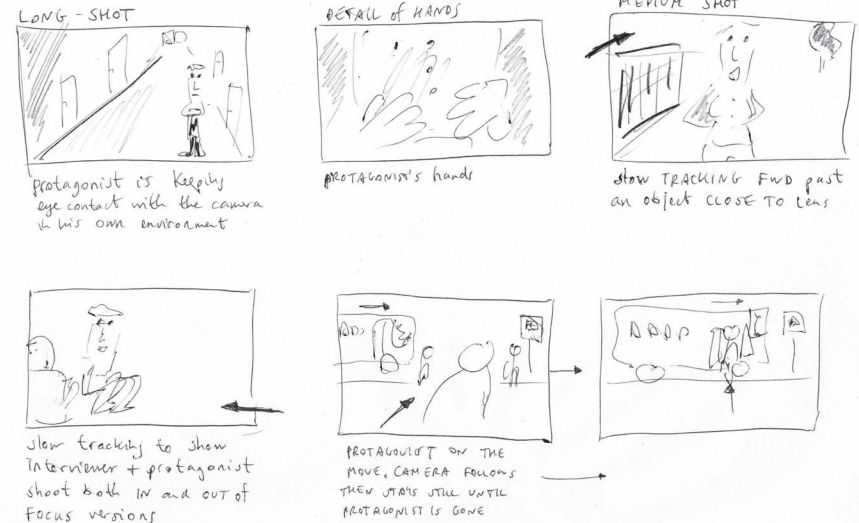 LONG-SHOT
protagonist is keeping
eye contact with the camera
in his own environment
DETAIL of HANDS
PROTAGONIST'S hands
MEDIUM SHOT
slow TRACKING FWD past
an object CLOSE TO Lens
slow tracking to show
Interviewer + protagonist
shoot both IN and OUT of
Focus versions
PROTAGONIST ON THE
MOVE, CAMERA FOLLOWS
THEN STAYS STILL UNTIL
PROTAGONIST IS GONE